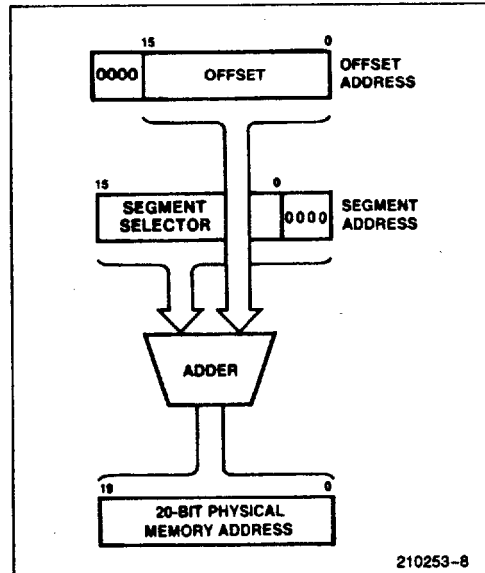 15 0
0000 OFFSET OFFSET ADDRESS
15 0
SEGMENT SELECTOR 0000 SEGMENT ADDRESS
ADDER
19 0
20-BIT PHYSICAL
MEMORY ADDRESS
210253-8